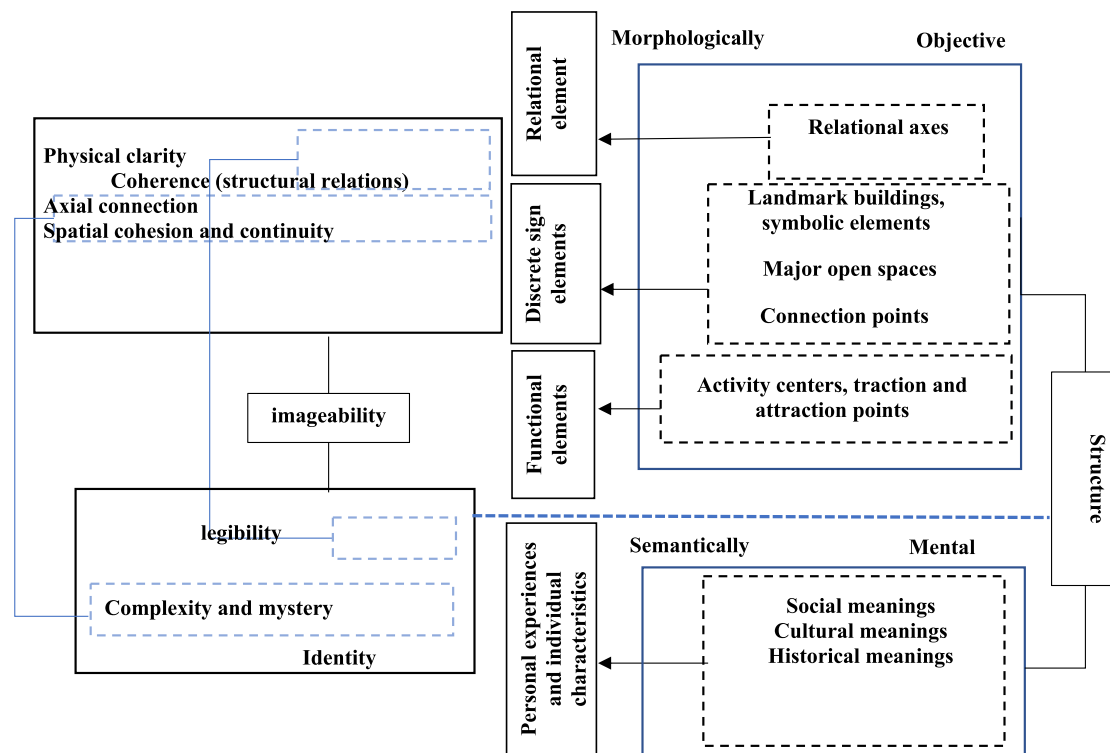 Physical clarity
Coherence (structural relations)
Axial connection
Spatial cohesion and continuity
imageability
legibility
Complexity and mystery
Identity
Relational
element
Discrete sign
elements
Functional
elements
Personal experiences
and individual
characteristics
Morphologically
Objective
Relational axes
Landmark buildings,
symbolic elements
Major open spaces
Connection points
Activity centers, traction and
attraction points
Semantically
Mental
Social meanings
Cultural meanings
Historical meanings
Structure